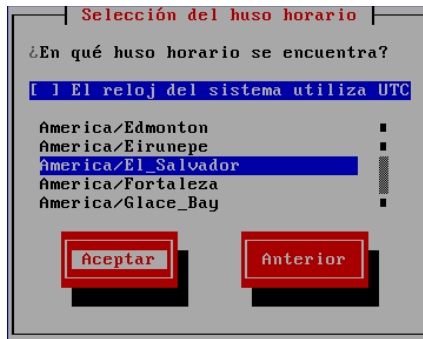 Selección del huso horario
¿En qué huso horario se encuentra?
[ ] El reloj del sistema utiliza UTC
America/Edmonton
America/Eirunepe
America/El_Salvador
America/Fortaleza
America/Glace_Bay
Aceptar Anterior